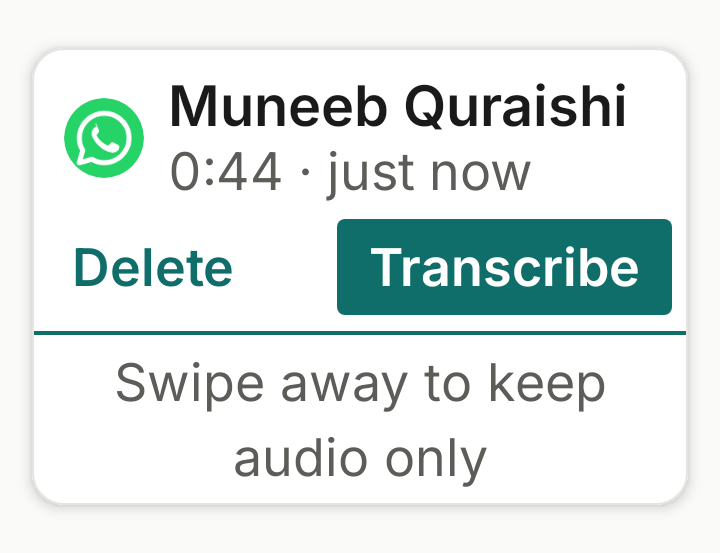 Muneeb Quraishi
0:44 · just now
Delete
Transcribe
Swipe away to keep
audio only